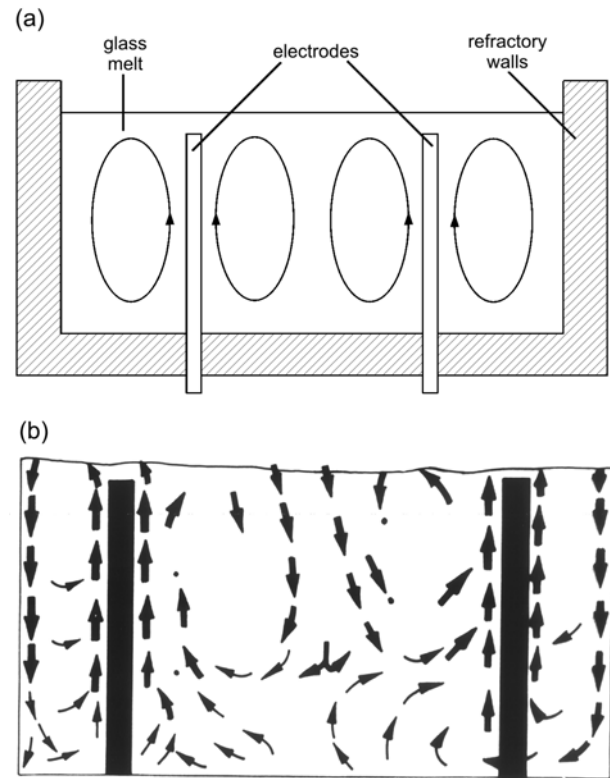 (a)
glass
melt
electrodes
refractory
walls
(b)